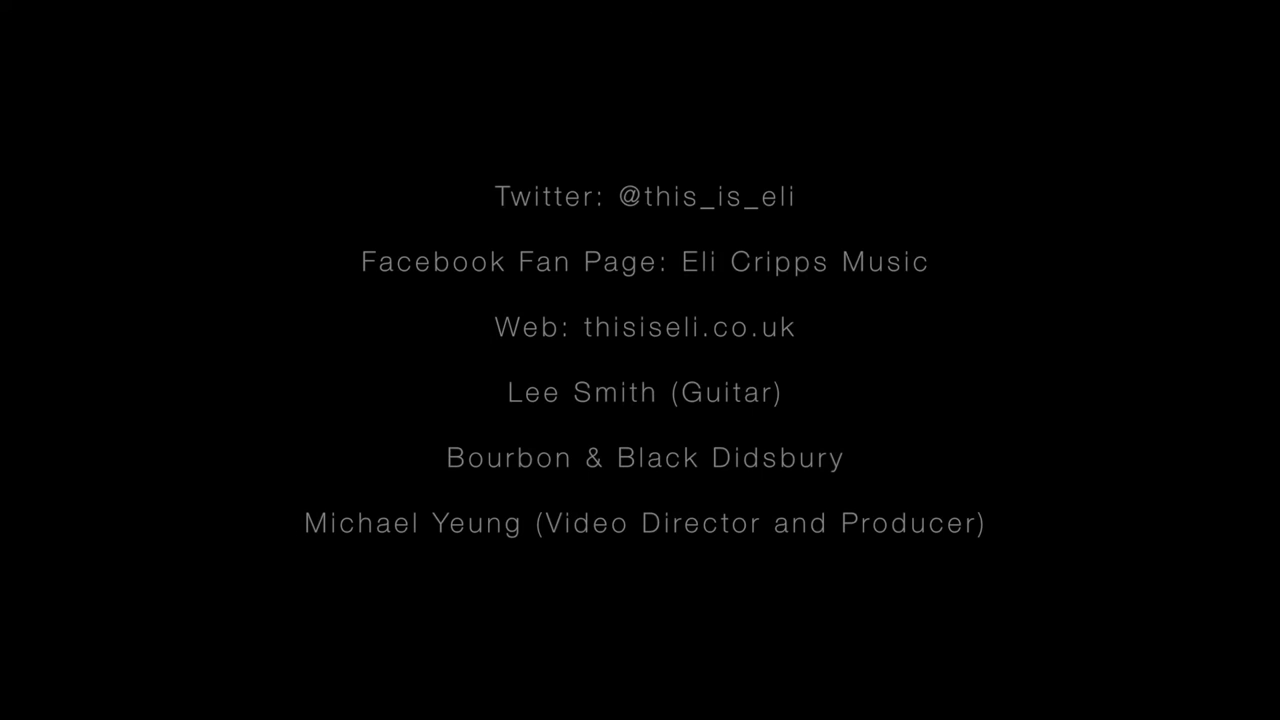 Twitter: @this_is_eli
Facebook Fan Page: Eli Cripps Music
Web: thisiseli.co.uk
Lee Smith (Guitar)
Bourbon & Black Didsbury
Michael Yeung (Video Director and Producer)